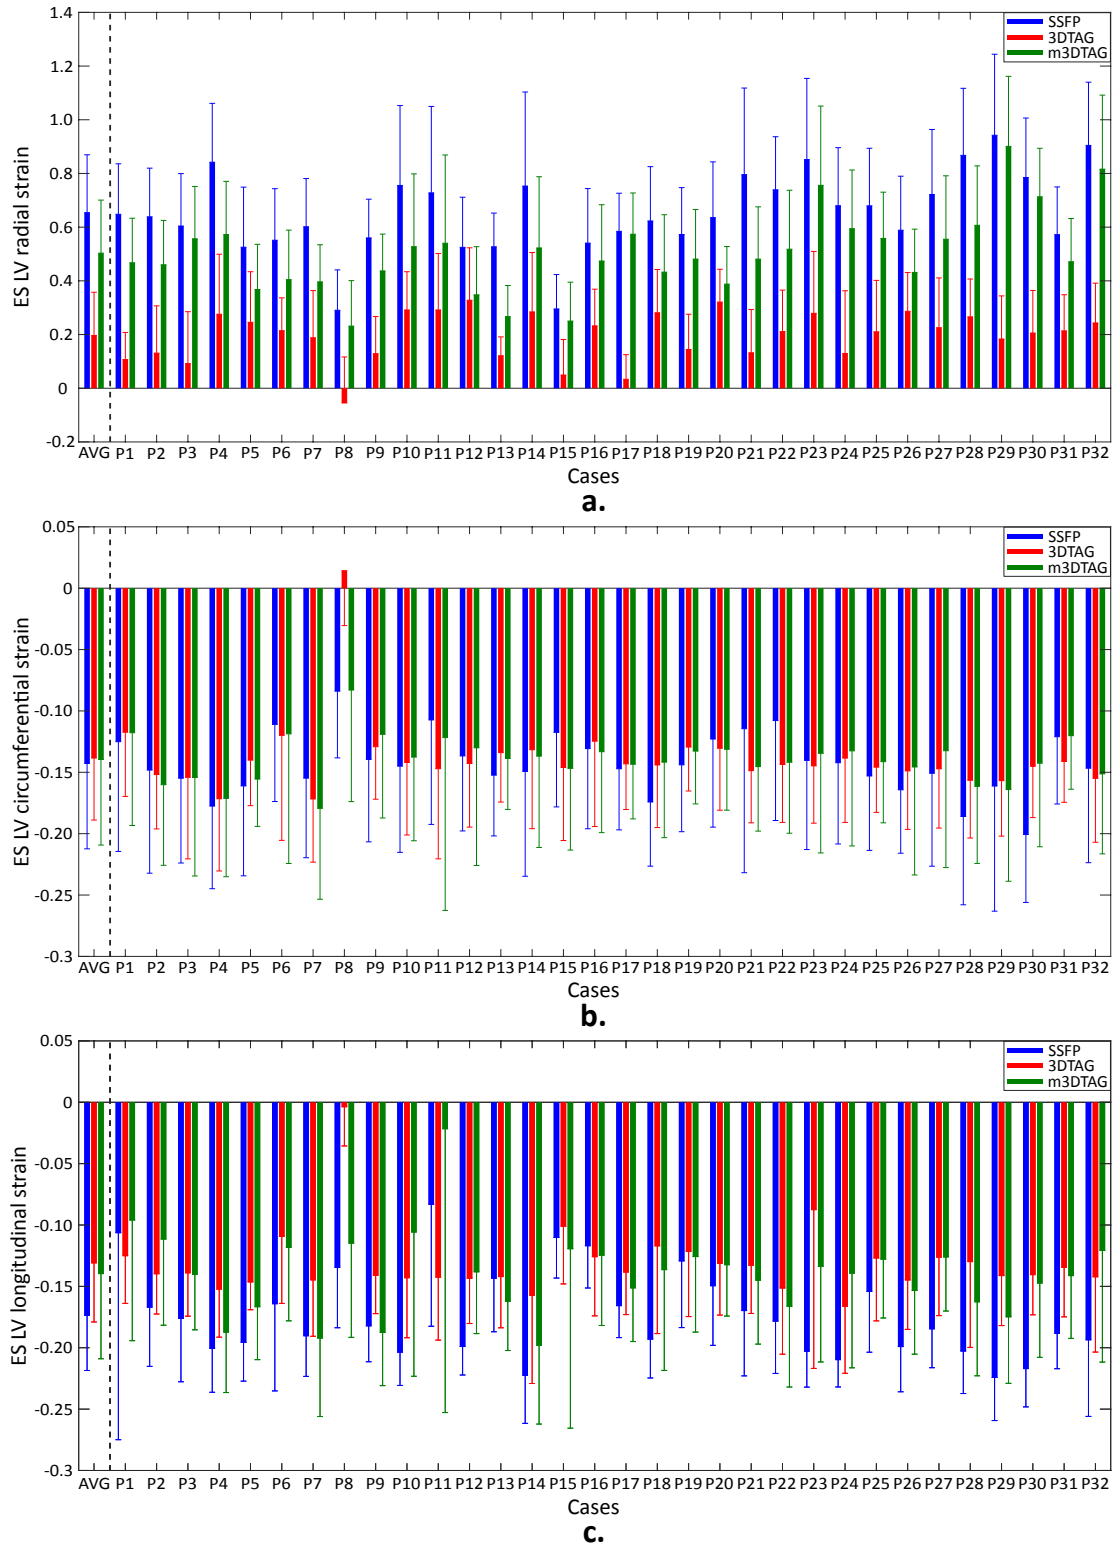 1.4
1.2
1.0
0.8
0.6
0.4
0.2
0
-0.2
ES LV radial strain
SSFP
3DTAG
m3DTAG
AVG P1 P2 P3 P4 P5 P6 P7 P8 P9 P10 P11 P12 P13 P14 P15 P16 P17 P18 P19 P20 P21 P22 P23 P24 P25 P26 P27 P28 P29 P30 P31 P32
Cases
a.
0.05
0
-0.05
-0.10
-0.15
-0.20
-0.25
-0.3
ES LV circumferential strain
SSFP
3DTAG
m3DTAG
AVG P1 P2 P3 P4 P5 P6 P7 P8 P9 P10 P11 P12 P13 P14 P15 P16 P17 P18 P19 P20 P21 P22 P23 P24 P25 P26 P27 P28 P29 P30 P31 P32
Cases
b.
0.05
0
-0.05
-0.10
-0.15
-0.20
-0.25
-0.3
ES LV longitudinal strain
SSFP
3DTAG
m3DTAG
AVG P1 P2 P3 P4 P5 P6 P7 P8 P9 P10 P11 P12 P13 P14 P15 P16 P17 P18 P19 P20 P21 P22 P23 P24 P25 P26 P27 P28 P29 P30 P31 P32
Cases
c.